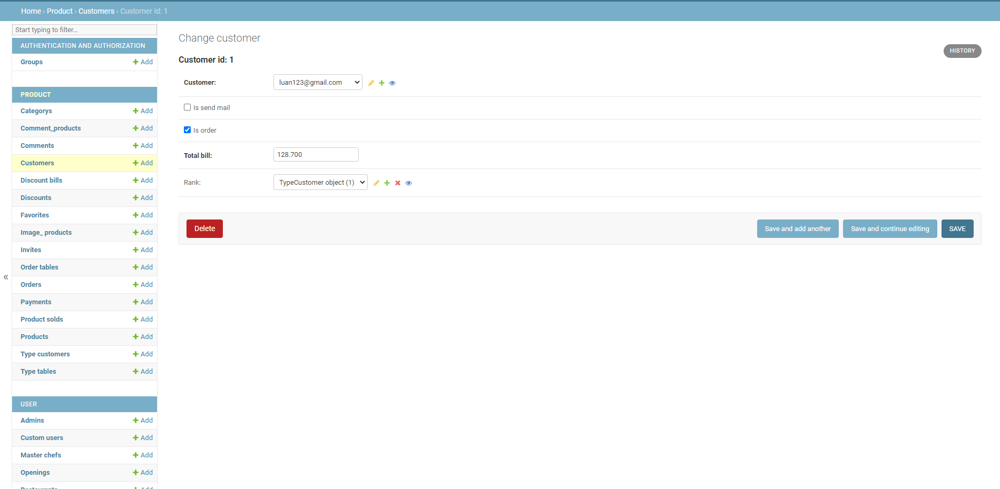 Home › Product › Customers › Customer id: 1
Start typing to filter...
AUTHENTICATION AND AUTHORIZATION
Groups Add
PRODUCT
Categorys Add
Comment_products Add
Comments Add
Customers Add
Discount bills Add
Discounts Add
Favorites Add
Image_ products Add
Invites Add
Order tables Add
Orders Add
Payments Add
Product solds Add
Products Add
Type customers Add
Type tables Add
USER
Admins Add
Custom users Add
Master chefs Add
Openings Add
«
Change customer
HISTORY
Customer id: 1
Customer: luan123@gmail.com
Is send mail
Is order
Total bill: 128.700
Rank: TypeCustomer object (1)
Delete Save and add another Save and continue editing SAVE